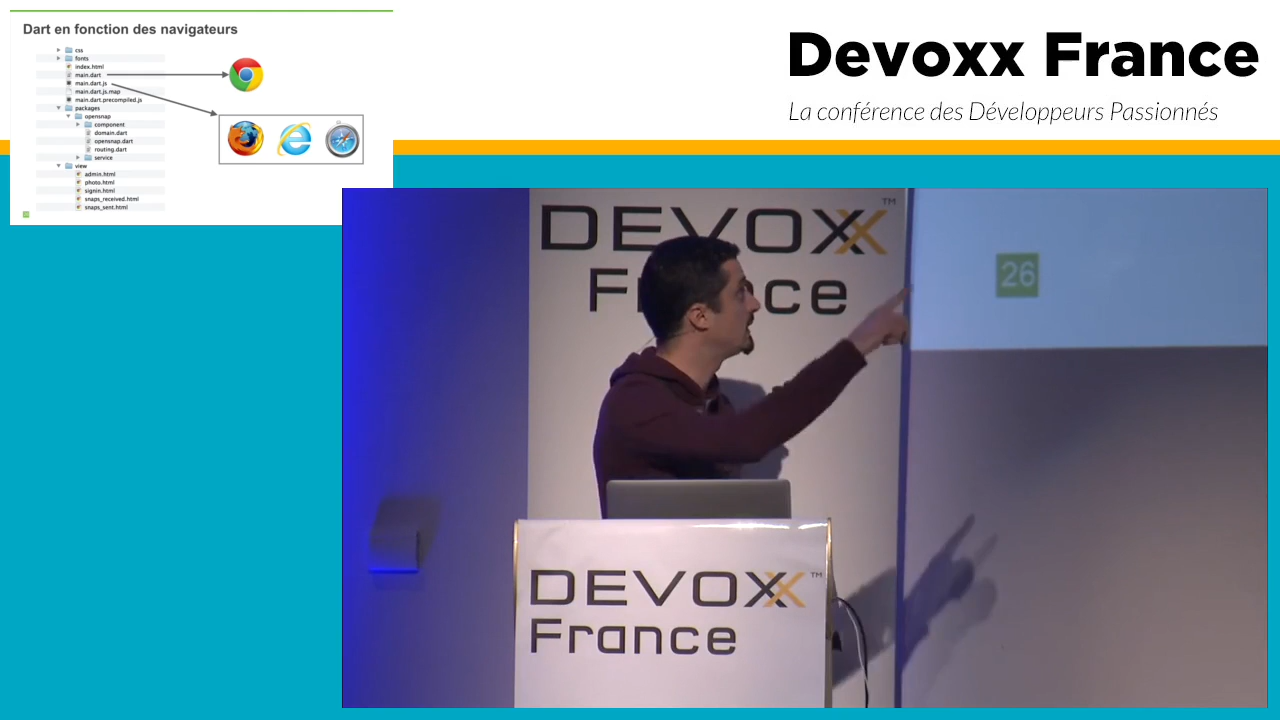 Dart en fonction des navigateurs
css
fonts
index.html
main.dart
main.dart.js
main.dart.js.map
main.dart.precompiled.js
packages
opensnap
component
domain.dart
opensnap.dart
routing.dart
service
view
admin.html
photo.html
signin.html
snaps_received.html
snaps_sent.html
Devoxx France
La conférence des Développeurs Passionnés
DEVOXX™
France
26
DEVOXX™
France